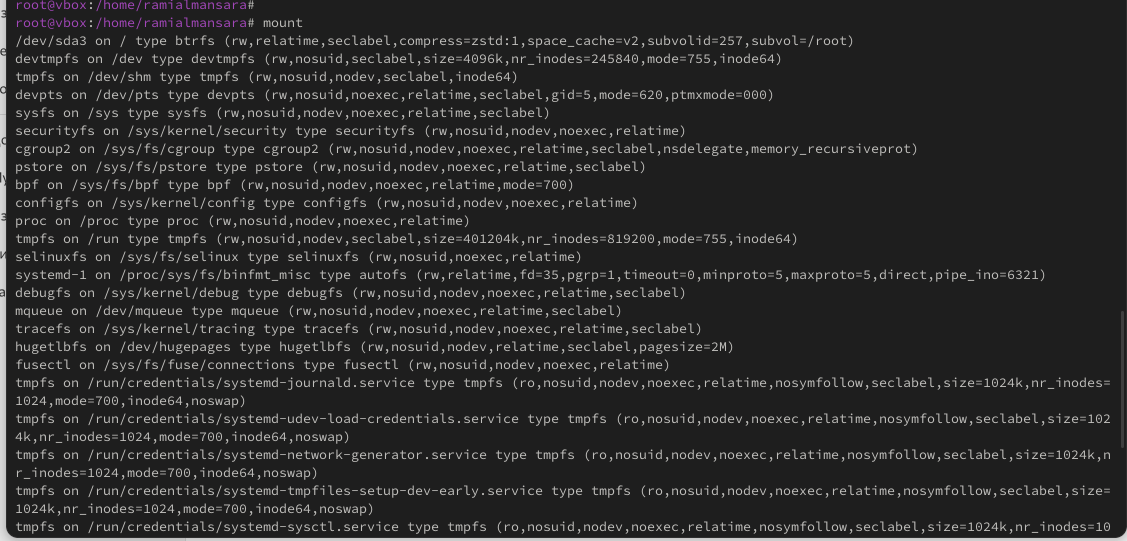 root@vbox:/home/ramialmansara#
root@vbox:/home/ramialmansara# mount
/dev/sda3 on / type btrfs (rw,relatime,seclabel,compress=zstd:1,space_cache=v2,subvolid=257,subvol=/root)
devtmpfs on /dev type devtmpfs (rw,nosuid,seclabel,size=4096k,nr_inodes=245840,mode=755,inode64)
tmpfs on /dev/shm type tmpfs (rw,nosuid,nodev,seclabel,inode64)
devpts on /dev/pts type devpts (rw,nosuid,noexec,relatime,seclabel,gid=5,mode=620,ptmxmode=000)
sysfs on /sys type sysfs (rw,nosuid,nodev,noexec,relatime,seclabel)
securityfs on /sys/kernel/security type securityfs (rw,nosuid,nodev,noexec,relatime)
cgroup2 on /sys/fs/cgroup type cgroup2 (rw,nosuid,nodev,noexec,relatime,seclabel,nsdelegate,memory_recursiveprot)
pstore on /sys/fs/pstore type pstore (rw,nosuid,nodev,noexec,relatime,seclabel)
bpf on /sys/fs/bpf type bpf (rw,nosuid,nodev,noexec,relatime,mode=700)
configfs on /sys/kernel/config type configfs (rw,nosuid,nodev,noexec,relatime)
proc on /proc type proc (rw,nosuid,nodev,noexec,relatime)
tmpfs on /run type tmpfs (rw,nosuid,nodev,seclabel,size=401204k,nr_inodes=819200,mode=755,inode64)
selinuxfs on /sys/fs/selinux type selinuxfs (rw,nosuid,noexec,relatime)
systemd-1 on /proc/sys/fs/binfmt_misc type autofs (rw,relatime,fd=35,pgrp=1,timeout=0,minproto=5,maxproto=5,direct,pipe_ino=6321)
debugfs on /sys/kernel/debug type debugfs (rw,nosuid,nodev,noexec,relatime,seclabel)
mqueue on /dev/mqueue type mqueue (rw,nosuid,nodev,noexec,relatime,seclabel)
tracefs on /sys/kernel/tracing type tracefs (rw,nosuid,nodev,noexec,relatime,seclabel)
hugetlbfs on /dev/hugepages type hugetlbfs (rw,nosuid,nodev,relatime,seclabel,pagesize=2M)
fusectl on /sys/fs/fuse/connections type fusectl (rw,nosuid,nodev,noexec,relatime)
tmpfs on /run/credentials/systemd-journald.service type tmpfs (ro,nosuid,nodev,noexec,relatime,nosymfollow,seclabel,size=1024k,nr_inodes=
1024,mode=700,inode64,noswap)
tmpfs on /run/credentials/systemd-udev-load-credentials.service type tmpfs (ro,nosuid,nodev,noexec,relatime,nosymfollow,seclabel,size=102
4k,nr_inodes=1024,mode=700,inode64,noswap)
tmpfs on /run/credentials/systemd-network-generator.service type tmpfs (ro,nosuid,nodev,noexec,relatime,nosymfollow,seclabel,size=1024k,n
r_inodes=1024,mode=700,inode64,noswap)
tmpfs on /run/credentials/systemd-tmpfiles-setup-dev-early.service type tmpfs (ro,nosuid,nodev,noexec,relatime,nosymfollow,seclabel,size=
1024k,nr_inodes=1024,mode=700,inode64,noswap)
tmpfs on /run/credentials/systemd-sysctl.service type tmpfs (ro,nosuid,nodev,noexec,relatime,nosymfollow,seclabel,size=1024k,nr_inodes=10